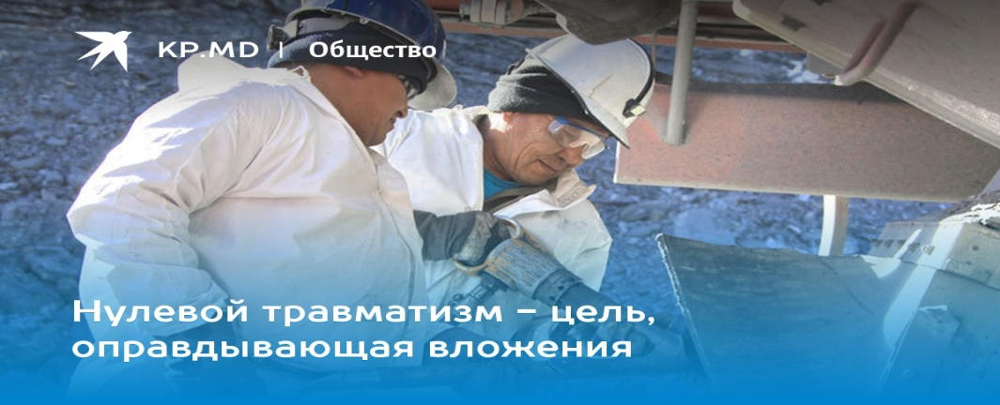 KP.MD | Общество
Нулевой травматизм – цель,
оправдывающая вложения